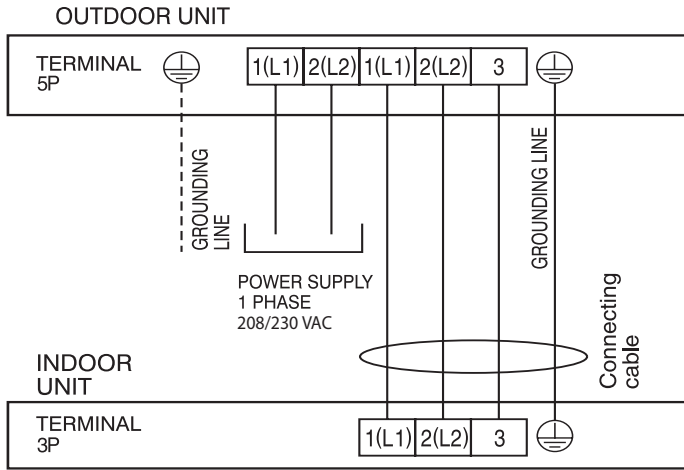 OUTDOOR UNIT
TERMINAL
5P
1(L1) 2(L2) 1(L1) 2(L2) 3
GROUNDING
LINE
GROUNDING LINE
POWER SUPPLY
1 PHASE
208/230 VAC
Connecting
cable
INDOOR
UNIT
TERMINAL
3P
1(L1) 2(L2) 3